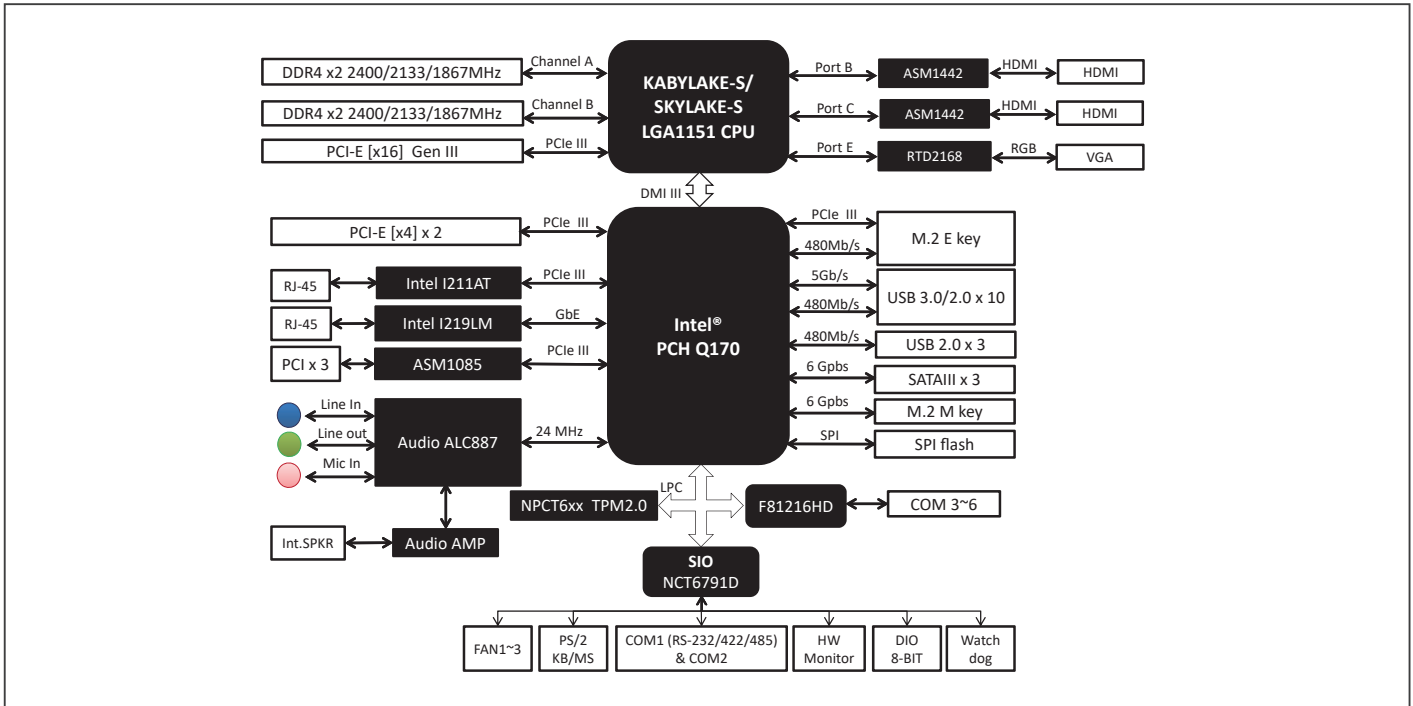 DDR4 x2 2400/2133/1867MHz
Channel A
KABYLAKE-S/
SKYLAKE-S
LGA1151 CPU
Port B
ASM1442
HDMI
HDMI
DDR4 x2 2400/2133/1867MHz
Channel B
Port C
ASM1442
HDMI
HDMI
PCI-E [x16] Gen III
PCIe III
Port E
RTD2168
RGB
VGA
DMI III
PCI-E [x4] x 2
PCIe III
Intel®
PCH Q170
PCIe III
480Mb/s
M.2 E key
RJ-45
Intel I211AT
PCIe III
5Gb/s
480Mb/s
USB 3.0/2.0 x 10
RJ-45
Intel I219LM
GbE
480Mb/s
USB 2.0 x 3
PCI x 3
ASM1085
PCIe III
6 Gpbs
SATAIII x 3
6 Gpbs
M.2 M key
Line In
Line out
Mic In
Audio ALC887
24 MHz
SPI
SPI flash
LPC
NPCT6xx TPM2.0
F81216HD
COM 3~6
Int.SPKR
Audio AMP
SIO
NCT6791D
FAN1~3
PS/2
KB/MS
COM1 (RS-232/422/485)
& COM2
HW
Monitor
DIO
8-BIT
Watch
dog